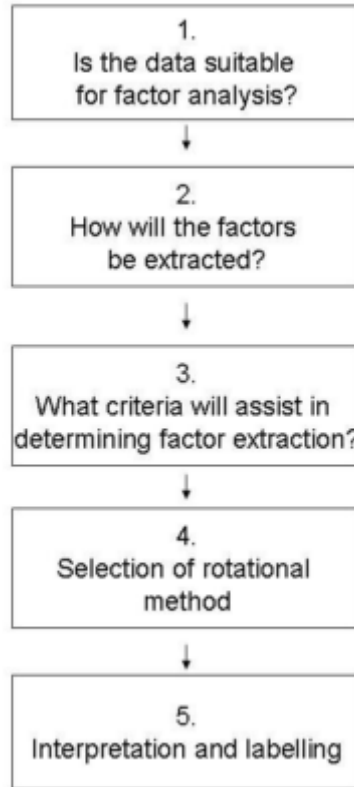 1.
Is the data suitable
for factor analysis?
2.
How will the factors
be extracted?
3.
What criteria will assist in
determining factor extraction?
4.
Selection of rotational
method
5.
Interpretation and labelling